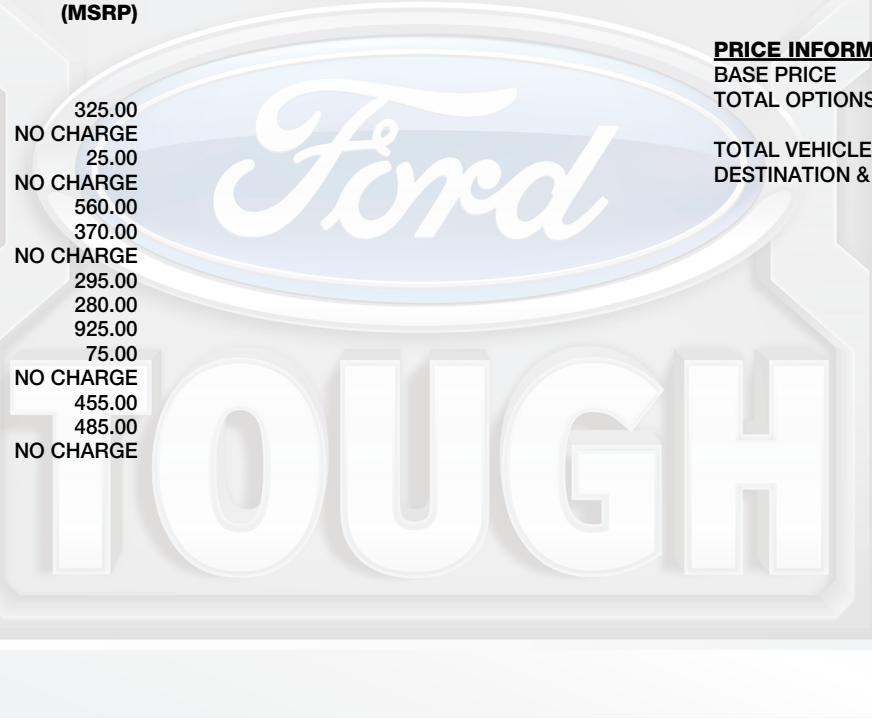 (MSRP)
325.00
NO CHARGE
25.00
NO CHARGE
560.00
370.00
NO CHARGE
295.00
280.00
925.00
75.00
NO CHARGE
455.00
485.00
NO CHARGE
PRICE INFORM
BASE PRICE
TOTAL OPTIONS
TOTAL VEHICLE
DESTINATION &
Ford
TOUGH